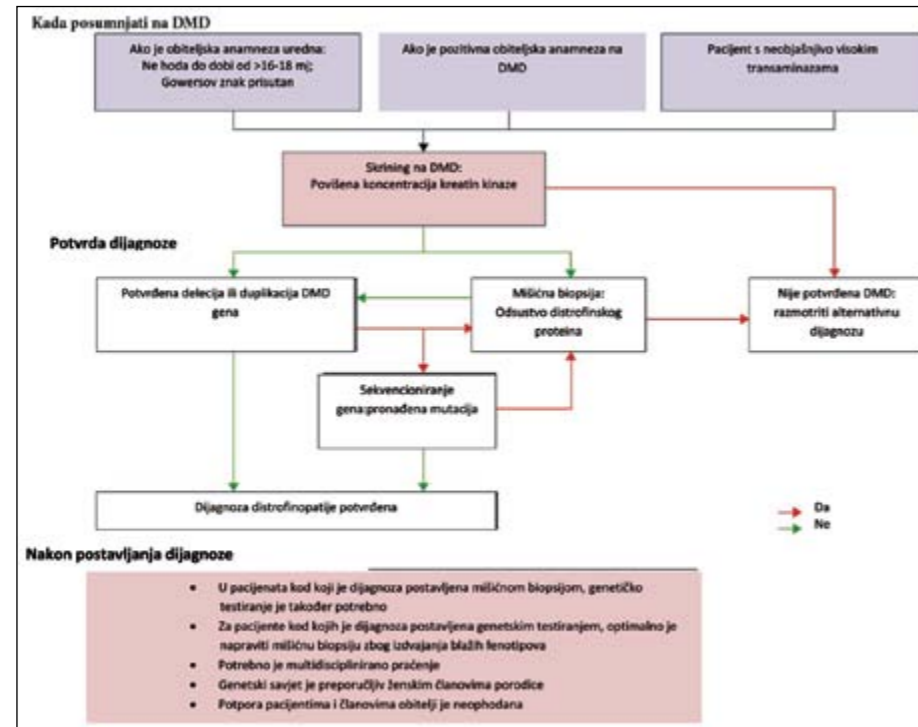 Kada posumnjati na DMD
Ako je obiteljska anamneza uredna:
Ne hoda do dobi od >16-18 mj;
Gowersov znak prisutan
Ako je pozitivna obiteljska anamneza na
DMD
Pacijent s neobjašnjivo visokim
transaminazama
Skrining na DMD:
Povišena koncentracija kreatin kinaze
Potvrda dijagnoze
Potvrđena delecija ili duplikacija DMD
gena
Mišićna biopsija:
Odsustvo distrofinskog
proteina
Nije potvrđena DMD:
razmotriti alternativnu
dijagnozu
Sekvencioniranje
gena:pronađena mutacija
Dijagnoza distrofinopatije potvrđena
Da
Ne
Nakon postavljanja dijagnoze
• U pacijenata kod koji je dijagnoza postavljena mišićnom biopsijom, genetičko
testiranje je također potrebno
• Za pacijente kod kojih je dijagnoza postavljena genetskim testiranjem, optimalno je
napraviti mišićnu biopsiju zbog izdvajanja blažih fenotipova
• Potrebno je multidisciplinirano praćenje
• Genetski savjet je preporučljiv ženskim članovima porodice
• Potpora pacijentima i članovima obitelji je neophodana